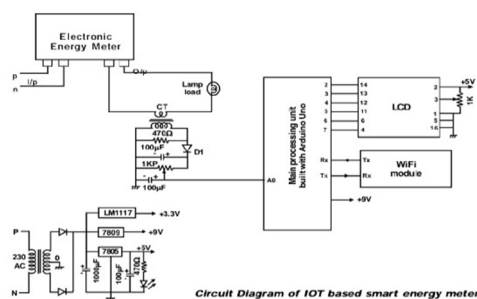 Electronic
Energy Meter
p
n
I/p
O/p
Lamp
load
CT
470Ω
100µF
D1
1KP
100µF
A0
Main processing unit
built with Arduino Uno
2
3
4
5
6
7
14
13
12
11
6
4
LCD
2
3
1
5
16
+5V
1K
Rx
Tx
Tx
Rx
WiFi
module
+9V
P
230
AC
N
0
LM1117
+3.3V
7809
+9V
7805
+5V
1000µF
100µF
470Ω
Circuit Diagram of IOT based smart energy meter